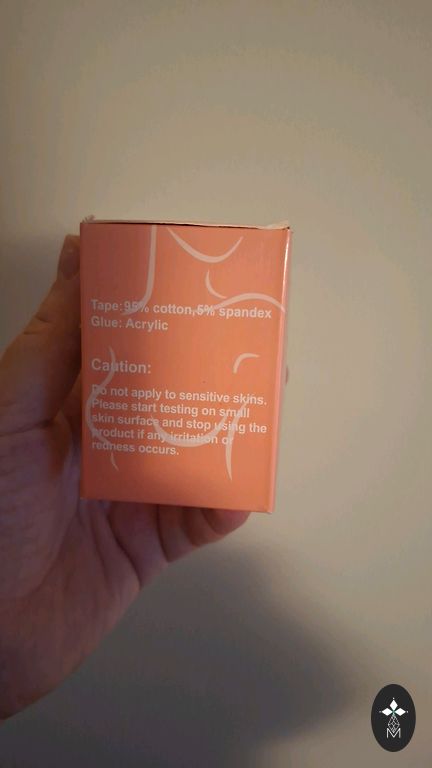 Tape:95% cotton,5% spandex
Glue: Acrylic
Caution:
Do not apply to sensitive skins.
Please start testing on small
skin surface and stop using the
product if any irritation or
redness occurs.
M